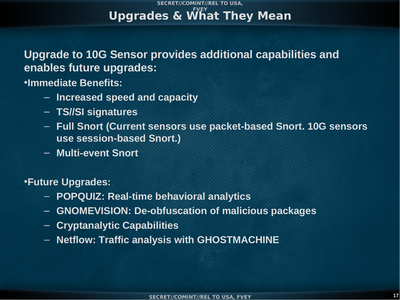 SECRET//COMINT//REL TO USA,
FVEY
Upgrades & What They Mean
Upgrade to 10G Sensor provides additional capabilities and
enables future upgrades:
•Immediate Benefits:
– Increased speed and capacity
– TS//SI signatures
– Full Snort (Current sensors use packet-based Snort. 10G sensors
use session-based Snort.)
– Multi-event Snort
•Future Upgrades:
– POPQUIZ: Real-time behavioral analytics
– GNOMEVISION: De-obfuscation of malicious packages
– Cryptanalytic Capabilities
– Netflow: Traffic analysis with GHOSTMACHINE
SECRET//COMINT//REL TO USA, FVEY
17